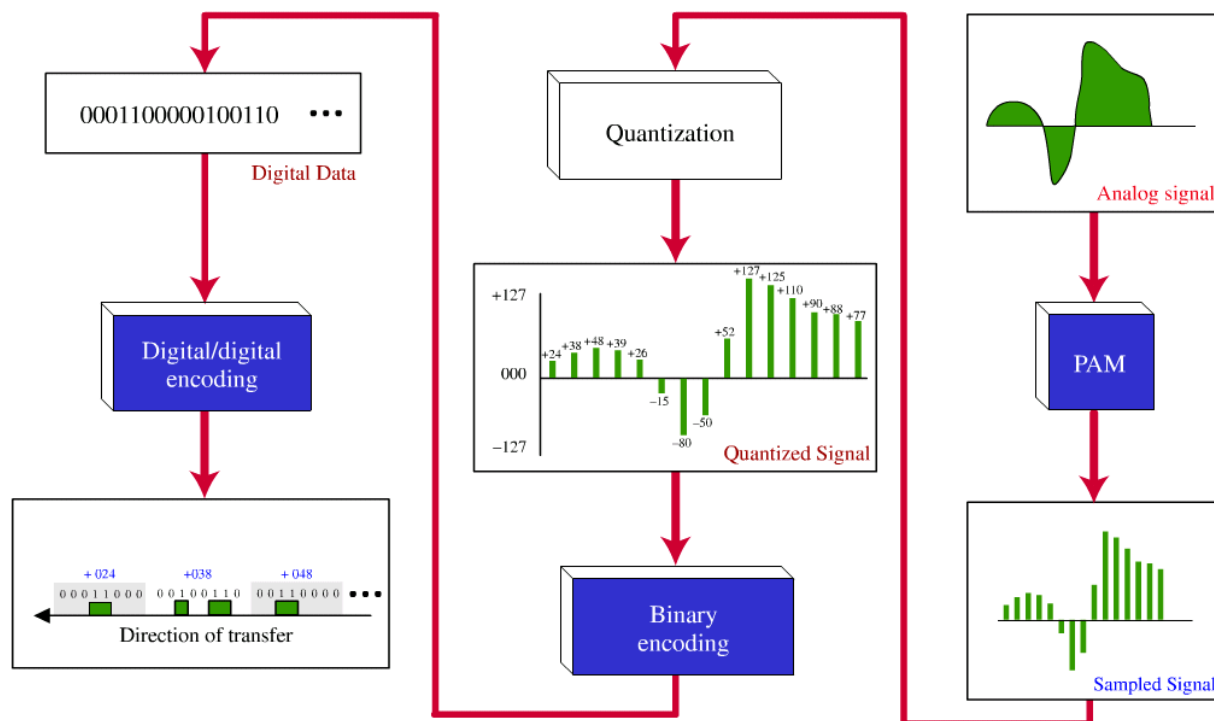 0001100000100110 •••
Digital Data
Digital/digital
encoding
+ 024 +038 + 048
0 0 0 1 1 0 0 0 0 0 1 0 0 1 1 0 0 0 1 1 0 0 0 0 •••
Direction of transfer
Quantization
+127
000
−127
+24
+38
+48
+39
+26
−15
−80
−50
+52
+127
+125
+110
+90
+88
+77
Quantized Signal
Binary
encoding
Analog signal
PAM
Sampled Signal